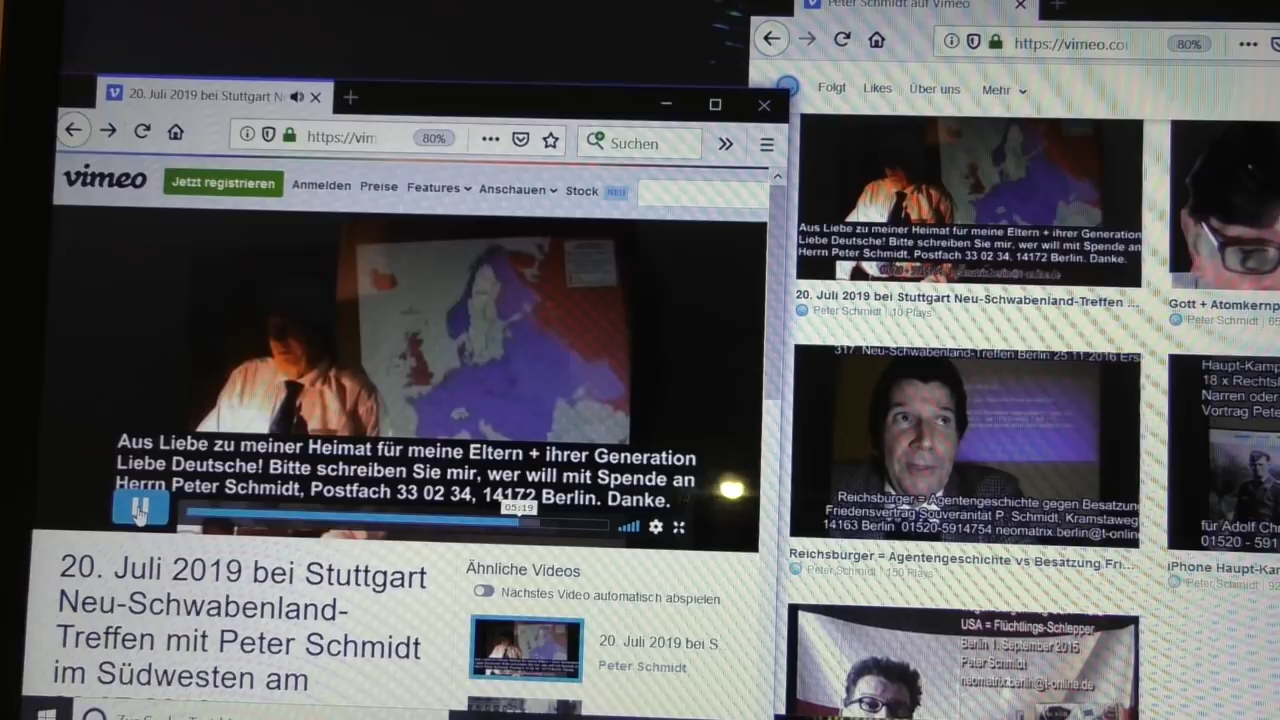 20. Juli 2019 bei Stuttgart N
https://vim
80%
Suchen
vimeo
Jetzt registrieren
Anmelden Preise Features Anschauen Stock NEU
Aus Liebe zu meiner Heimat für meine Eltern + ihrer Generation
Liebe Deutsche! Bitte schreiben Sie mir, wer will mit Spende an
Herrn Peter Schmidt, Postfach 33 02 34, 14172 Berlin. Danke.
05:19
20. Juli 2019 bei Stuttgart
Neu-Schwabenland-
Treffen mit Peter Schmidt
im Südwesten am
Ähnliche Videos
Nächstes Video automatisch abspielen
20. Juli 2019 bei S
Peter Schmidt
Peter Schmidt auf Vimeo
https://vimeo.co
80%
Folgt Likes Über uns Mehr
Aus Liebe zu meiner Heimat für meine Eltern + ihrer Generation
Liebe Deutsche! Bitte schreiben Sie mir, wer will mit Spende an
Herrn Peter Schmidt, Postfach 33 02 34, 14172 Berlin. Danke.
20. Juli 2019 bei Stuttgart Neu-Schwabenland-Treffen ...
Peter Schmidt | 10 Plays
Gott + Atomkernp
Peter Schmidt
317. Neu-Schwabenland-Treffen Berlin 25.11.2016 Ers
Reichsbürger = Agentengeschichte gegen Besatzun
Friedensvertrag Souveränität P. Schmidt, Kramstaweg
14163 Berlin 01520-5914754 neomatrix.berlin@t-onlin
Reichsbürger = Agentengeschichte vs Besatzung Fri...
Peter Schmidt | 150 Plays
Haupt-Kam
18 x Rechts
Narren oder
Vortrag Pete
für Adolf Ch
01520 - 591
iPhone Haupt-Kar
Peter Schmidt
USA = Flüchtlings-Schlepper
Berlin 1. September 2015
Peter Schmidt
neomatrix.berlin@t-online.de